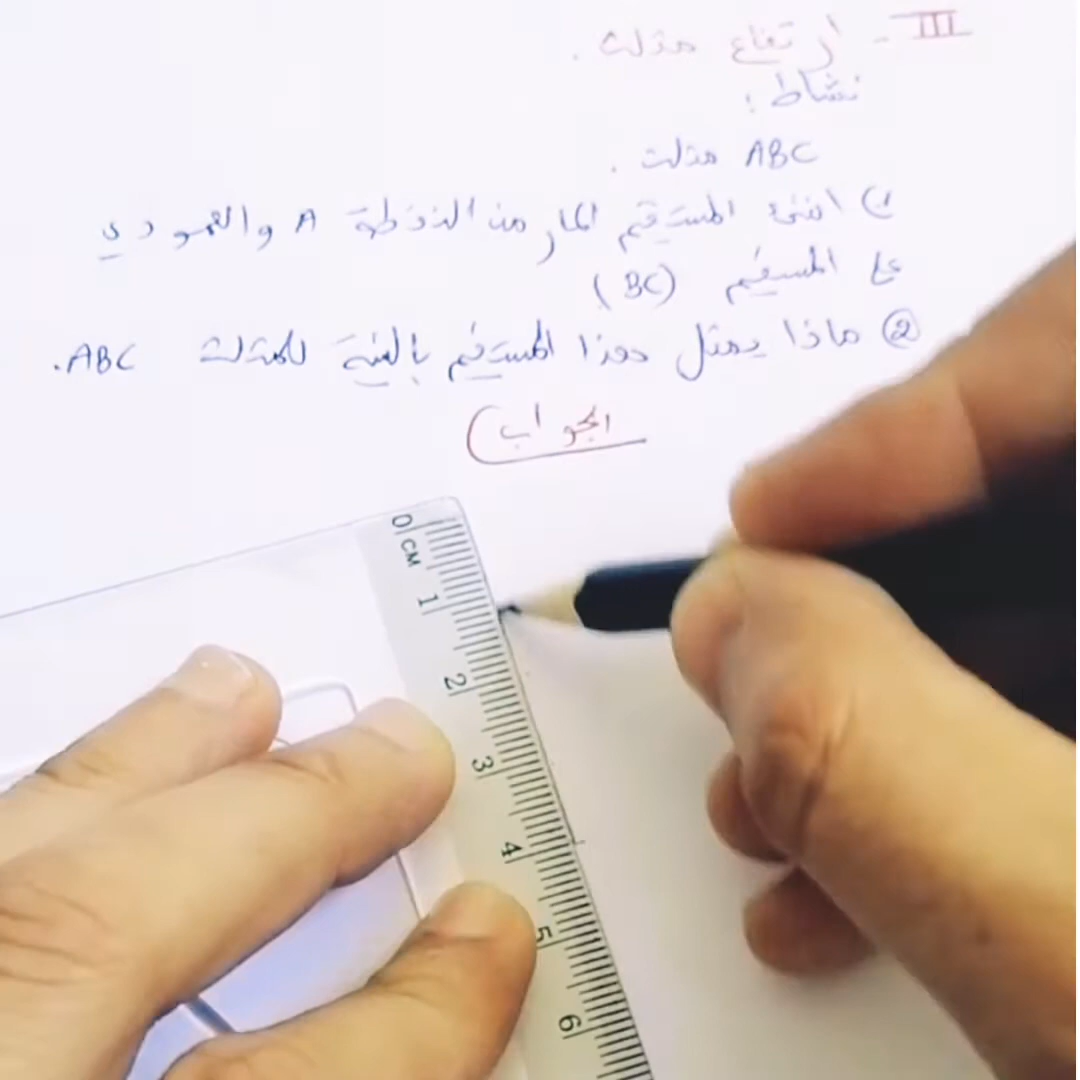 III - ارتفاع مثلث .
نشاط :
ABC مثلث .
1) أنشئ المستقيم المار من النقطة A والعمودي
على المستقيم (BC)
② ماذا يمثل هذا المستقيم بالنسبة للمثلث ABC.
الجواب
0 CM 1 2 3 4 5 6